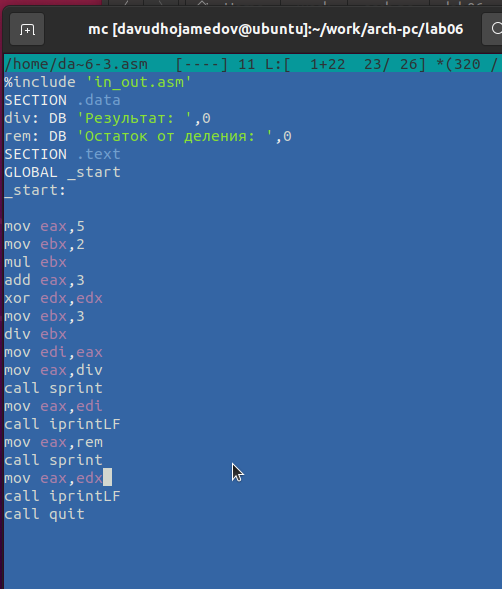 mc [davudhojamedov@ubuntu]:~/work/arch-pc/lab06
/home/da~6-3.asm [----] 11 L:[ 1+22 23/ 26] *(320 /
%include 'in_out.asm'
SECTION .data
div: DB 'Результат: ',0
rem: DB 'Остаток от деления: ',0
SECTION .text
GLOBAL _start
_start:
mov eax,5
mov ebx,2
mul ebx
add eax,3
xor edx,edx
mov ebx,3
div ebx
mov edi,eax
mov eax,div
call sprint
mov eax,edi
call iprintLF
mov eax,rem
call sprint
mov eax,edx
call iprintLF
call quit